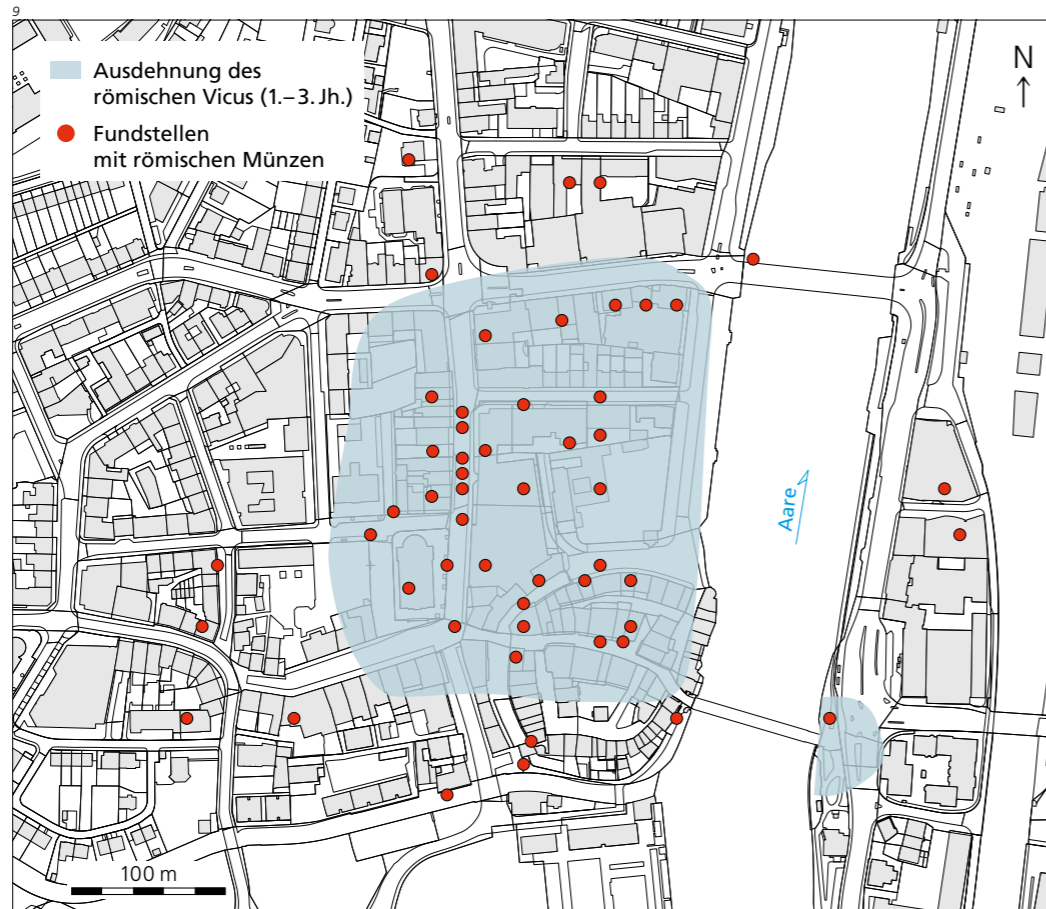 9
Ausdehnung des
römischen Vicus (1.–3. Jh.)
Fundstellen
mit römischen Münzen
N
Aare
100 m